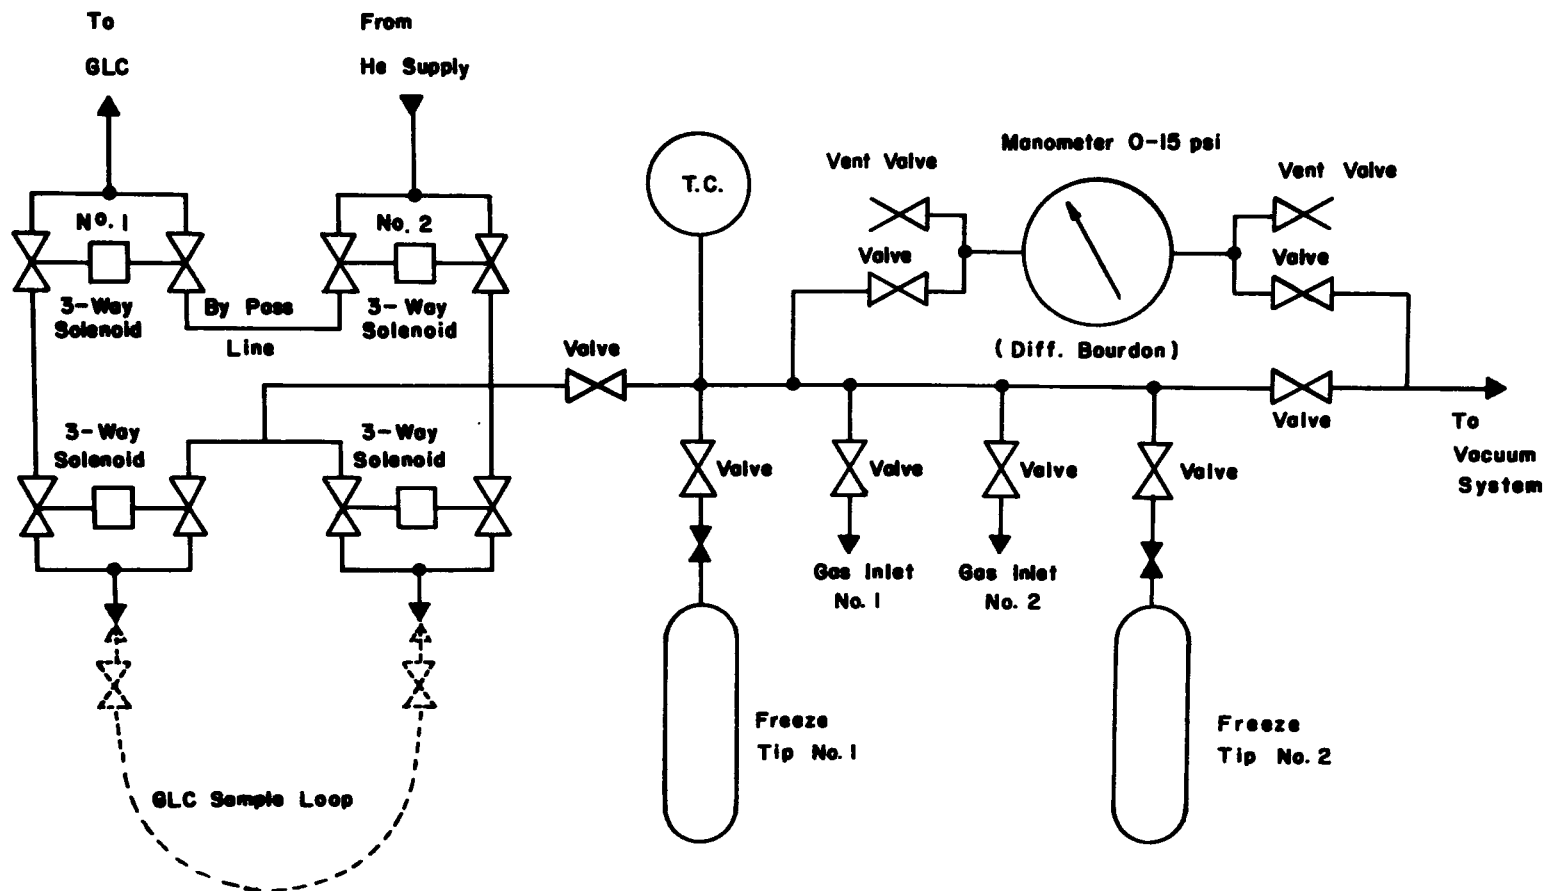 To
GLC
From
He Supply
No. 1
3-Way
Solenoid
By Pass
Line
No. 2
3-Way
Solenoid
3-Way
Solenoid
3-Way
Solenoid
GLC Sample Loop
Valve
T.C.
Vent Valve
Valve
Manometer 0-15 psi
(Diff. Bourdon)
Vent Valve
Valve
Valve
To
Vacuum
System
Valve
Valve
Valve
Valve
Gas Inlet
No. 1
Gas Inlet
No. 2
Freeze
Tip No. 1
Freeze
Tip No. 2